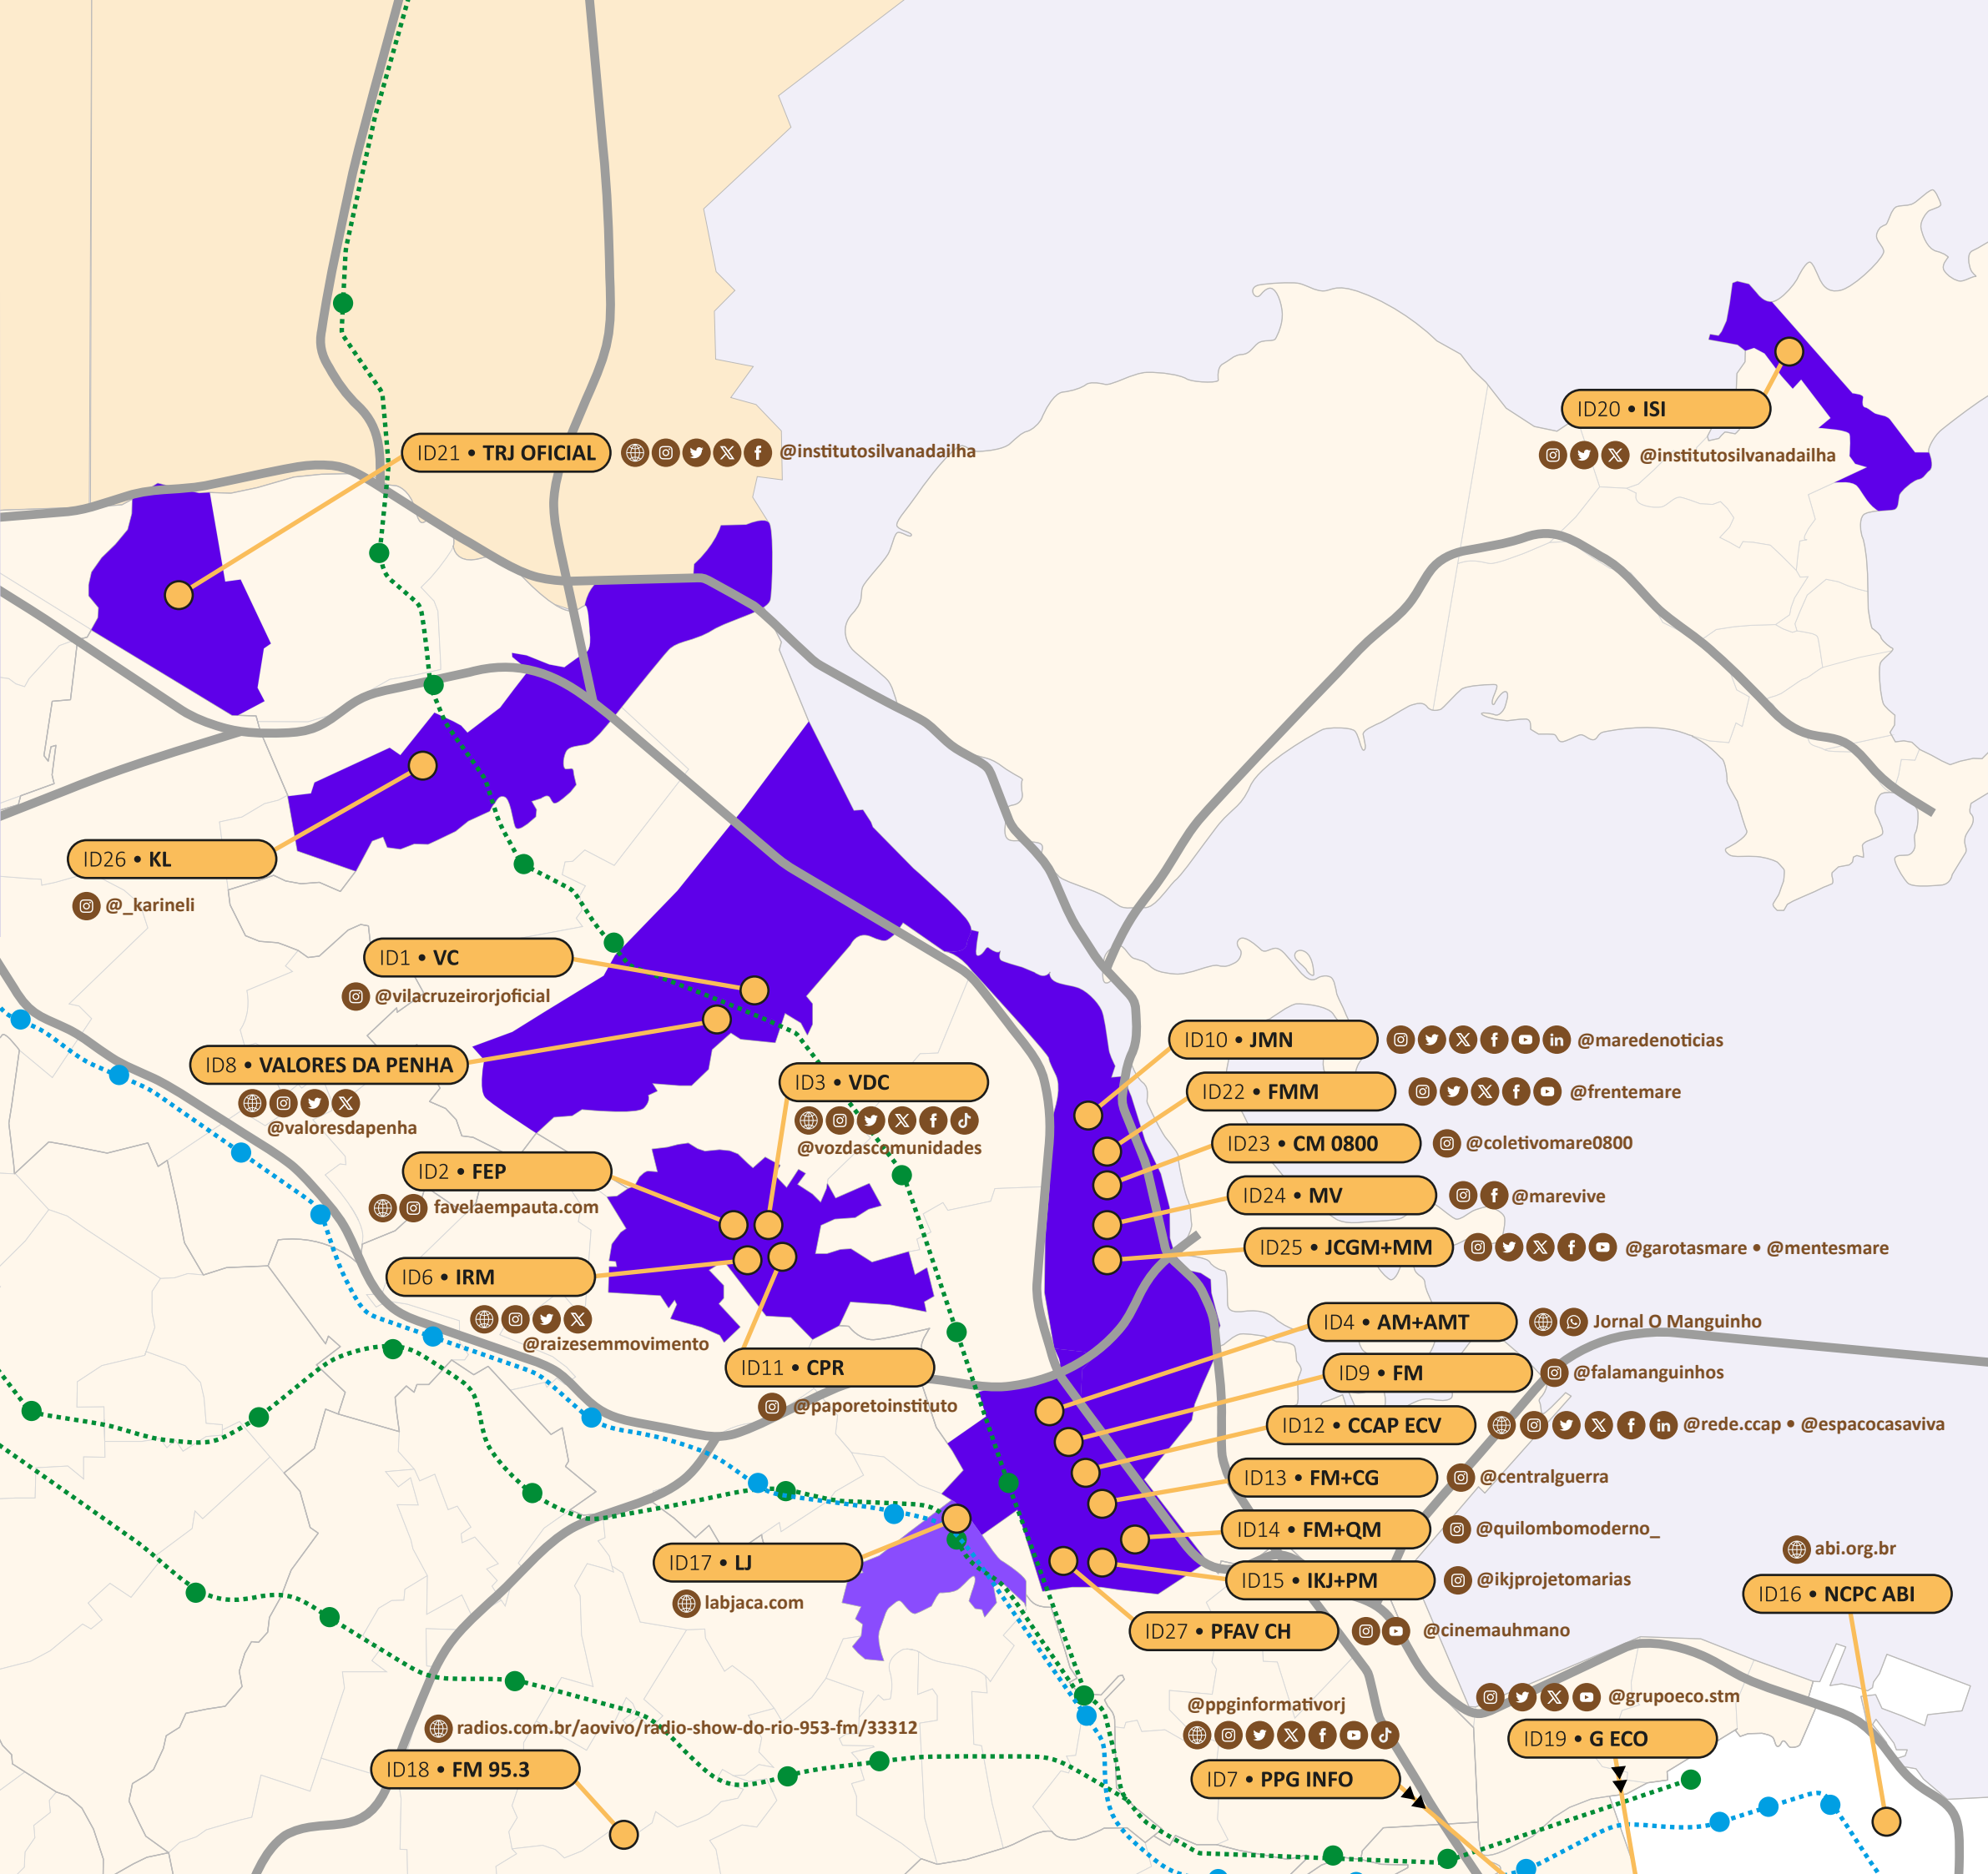 ID21 • TRJ OFICIAL
@institutosilvanadailha
ID20 • ISI
@institutosilvanadailha
ID26 • KL
@_karineli
ID1 • VC
@vilacruzeirorjoficial
ID8 • VALORES DA PENHA
@valoresdapenha
ID3 • VDC
@vozdascomunidades
ID2 • FEP
favelaempauta.com
ID6 • IRM
@raizesemmovimento
ID11 • CPR
@paporetoinstituto
ID10 • JMN
@maredenoticias
ID22 • FMM
@frentemare
ID23 • CM 0800
@coletivomare0800
ID24 • MV
@marevive
ID25 • JCGM+MM
@garotasmare • @mentesmare
ID4 • AM+AMT
Jornal O Manguinho
ID9 • FM
@falamanguinhos
ID12 • CCAP ECV
@rede.ccap • @espacocasaviva
ID13 • FM+CG
@centralguerra
ID14 • FM+QM
@quilombomoderno_
ID15 • IKJ+PM
@ikjprojetomarias
ID27 • PFAV CH
@cinemauhmano
ID17 • LJ
labjaca.com
abi.org.br
ID16 • NCPC ABI
radios.com.br/aovivo/radio-show-do-rio-953-fm/33312
ID18 • FM 95.3
@ppginformativorj
ID7 • PPG INFO
@grupoeco.stm
ID19 • G ECO